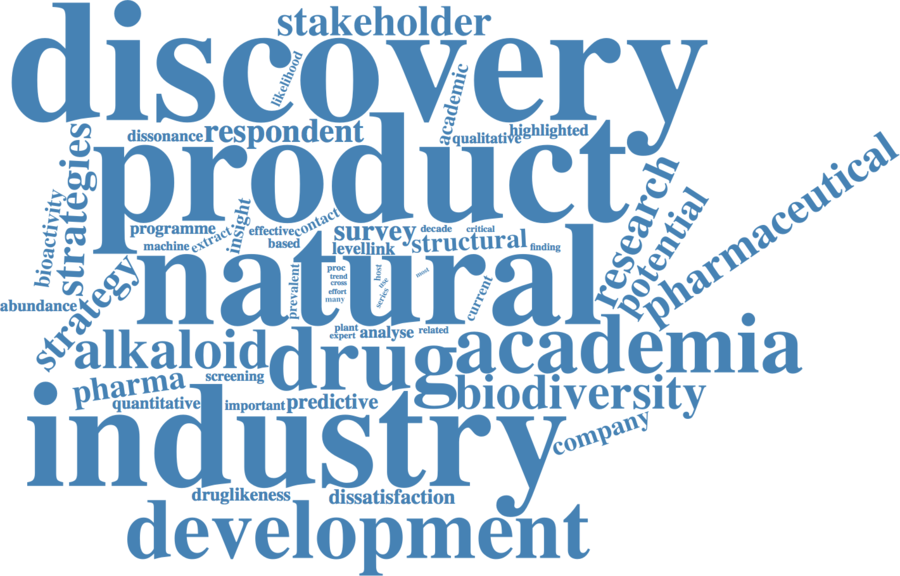 stakeholder
discovery
likelihood
academic
dissonance
respondent
qualitative
highlighted
product
strategies
bioactivity
research
potential
pharmaceutical
programme
insight
effective
contact
survey
decade
critical
machine
extract
based
levellink
structural
finding
natural
abundance
strategy
prevalent
proc
trend
cross
effort
many
host
use
series
most
current
plant
expert
analyse
related
alkaloid
drug
academia
pharma
screening
biodiversity
quantitative
important
predictive
industry
company
druglikeness
dissatisfaction
development